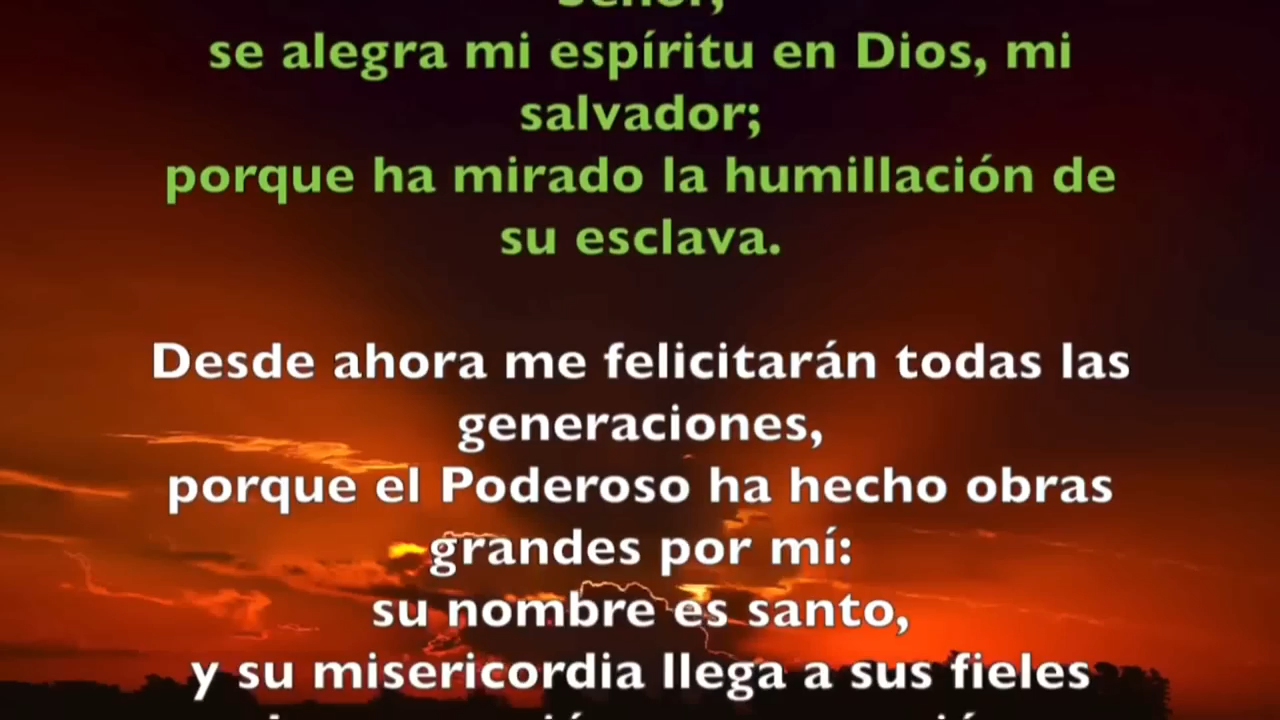 Señor,
se alegra mi espíritu en Dios, mi
salvador;
porque ha mirado la humillación de
su esclava.
Desde ahora me felicitarán todas las
generaciones,
porque el Poderoso ha hecho obras
grandes por mí:
su nombre es santo,
y su misericordia llega a sus fieles